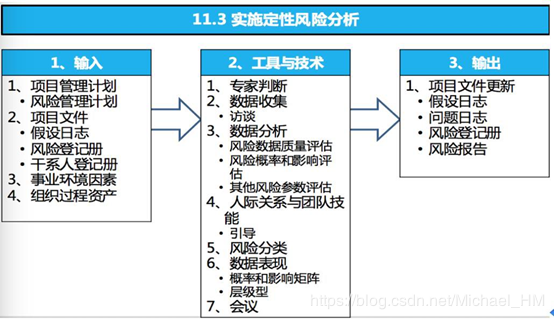 11.3 实施定性风险分析
1、输入
1、项目管理计划
• 风险管理计划
2、项目文件
• 假设日志
• 风险登记册
• 干系人登记册
3、事业环境因素
4、组织过程资产
2、工具与技术
1、专家判断
2、数据收集
• 访谈
3、数据分析
• 风险数据质量评估
• 风险概率和影响评
估
• 其他风险参数评估
4、人际关系与团队技
能
• 引导
5、风险分类
6、数据表现
• 概率和影响矩阵
• 层级型
7、会议
3、输出
1、项目文件更新
• 假设日志
• 问题日志
• 风险登记册
• 风险报告
https://blog.csdn.net/Michael_HM